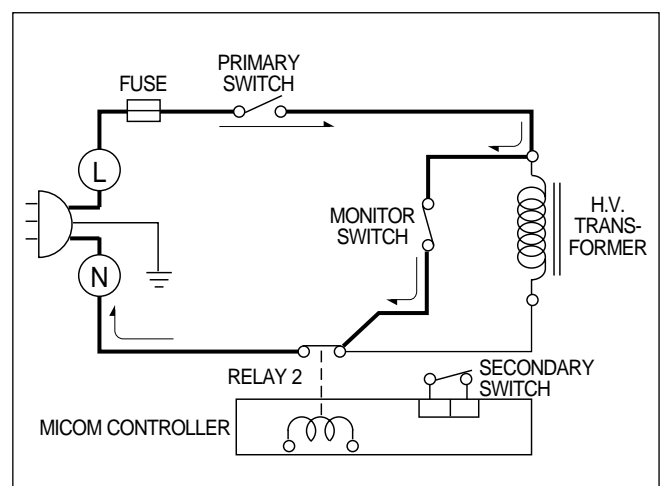 PRIMARY
SWITCH
FUSE
L
MONITOR
SWITCH
H.V.
TRANS-
FORMER
N
RELAY 2
SECONDARY
SWITCH
MICOM CONTROLLER